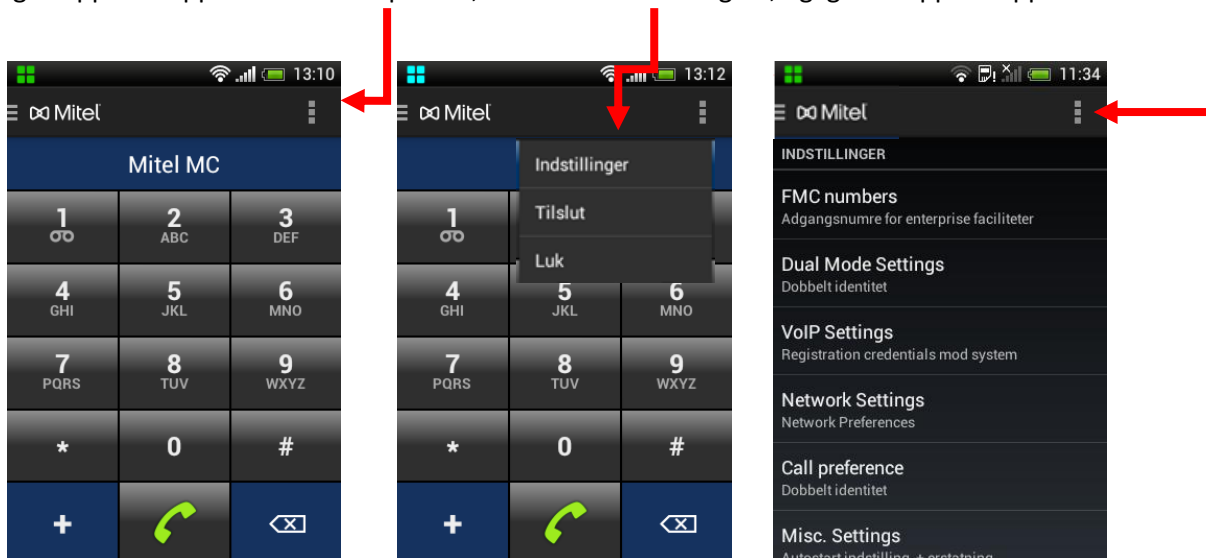 13:10
Mitel
Mitel MC
1
2
ABC
3
DEF
4
GHI
5
JKL
6
MNO
7
PQRS
8
TUV
9
WXYZ
*
0
#
+
13:12
Mitel
Indstillinger
Tilslut
Luk
1
4
GHI
5
JKL
6
MNO
7
PQRS
8
TUV
9
WXYZ
*
0
#
+
11:34
Mitel
INDSTILLINGER
FMC numbers
Adgangsnumre for enterprise faciliteter
Dual Mode Settings
Dobbelt identitet
VoIP Settings
Registration credentials mod system
Network Settings
Network Preferences
Call preference
Dobbelt identitet
Misc. Settings
Autostart indstilling, + erstatning